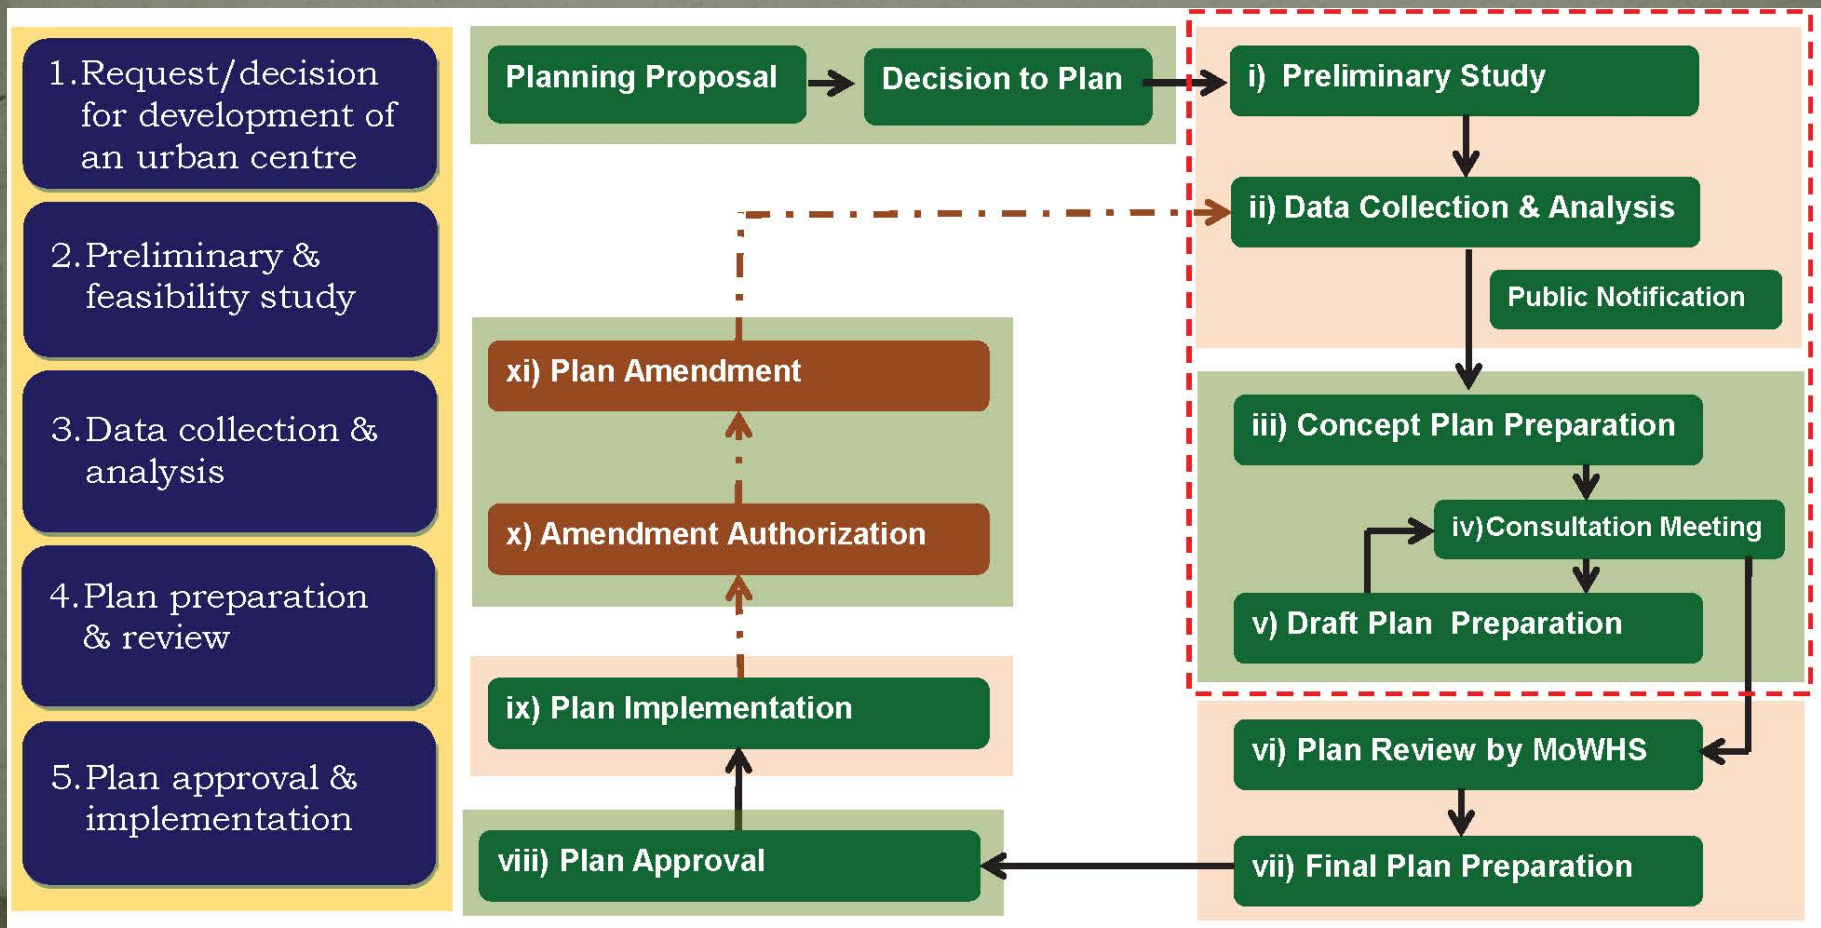 1.Request/decision
for development of
an urban centre
2.Preliminary &
feasibility study
3.Data collection &
analysis
4.Plan preparation
& review
5.Plan approval &
implementation
Planning Proposal
Decision to Plan
i) Preliminary Study
ii) Data Collection & Analysis
Public Notification
iii) Concept Plan Preparation
iv)Consultation Meeting
v) Draft Plan Preparation
vi) Plan Review by MoWHS
vii) Final Plan Preparation
viii) Plan Approval
ix) Plan Implementation
x) Amendment Authorization
xi) Plan Amendment